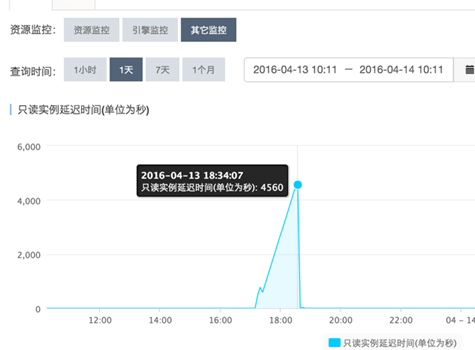 资源监控: 资源监控 引擎监控 其它监控
查询时间: 1小时 1天 7天 1个月 2016-04-13 10:11 – 2016-04-14 10:11
只读实例延迟时间(单位为秒)
6,000
2016-04-13 18:34:07
只读实例延迟时间(单位为秒): 4560
4,000
2,000
0
12:00 14:00 16:00 18:00 20:00 22:00 04 - 14
只读实例延迟时间(单位为秒)